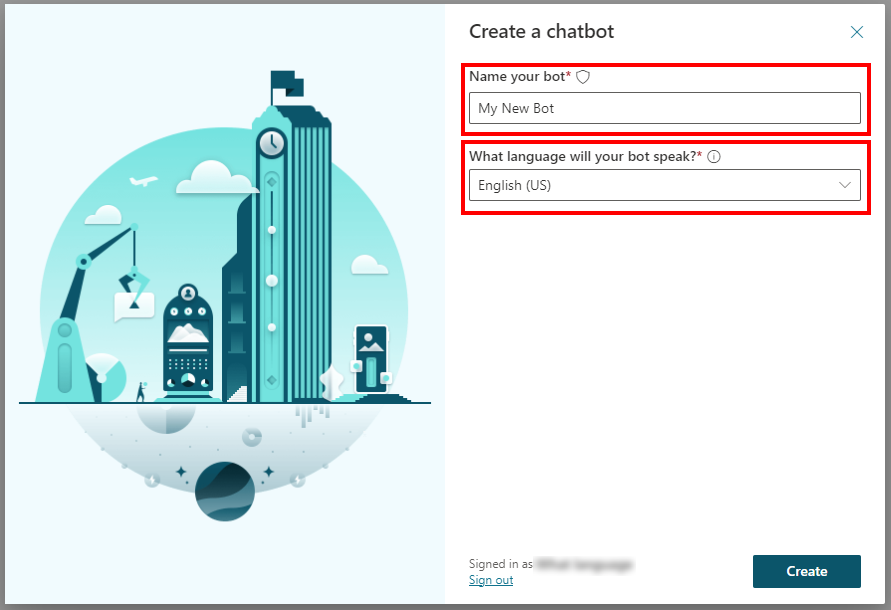 Create a chatbot
Name your bot*
My New Bot
What language will your bot speak?*
English (US)
Signed in as
Sign out
Create